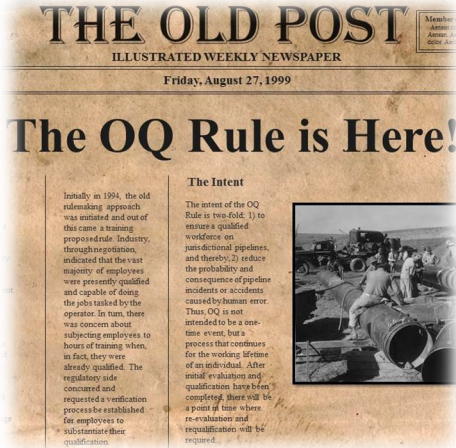 THE OLD POST
ILLUSTRATED WEEKLY NEWSPAPER
Friday, August 27, 1999
The OQ Rule is Here!
Initially in 1994, the old
rulemaking approach
was initiated and out of
this came a training
proposed rule. Industry,
through negotiation,
indicated that the vast
majority of employees
were presently qualified
and capable of doing
the jobs tasked by the
operator. In turn, there
was concern about
subjecting employees to
hours of training when,
in fact, they were
already qualified. The
regulatory side
concurred and
requested a verification
process be established
for employees to
substantiate their
qualification
The Intent
The intent of the OQ
Rule is two-fold: 1) to
ensure a qualified
workforce on
jurisdictional pipelines,
and thereby, 2) reduce
the probability and
consequence of pipeline
incidents or accidents
caused by human error.
Thus, OQ is not
intended to be a one-
time event, but a
process that continues
for the working lifetime
of an individual. After
initial evaluation and
qualification have been
completed, there will be
a point in time where
re-evaluation and
requalification will be
required.